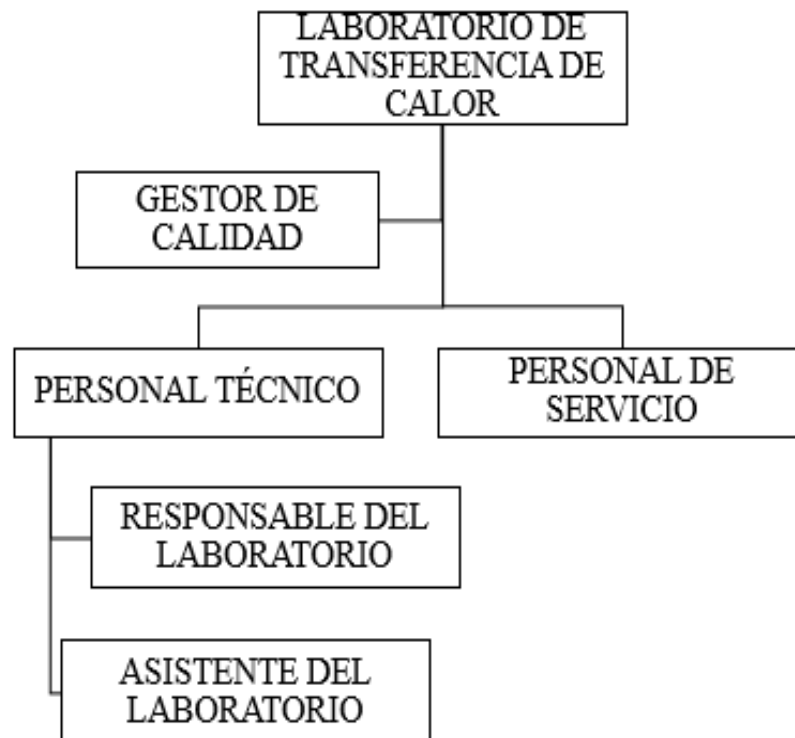 LABORATORIO DE
TRANSFERENCIA DE
CALOR
GESTOR DE
CALIDAD
PERSONAL TÉCNICO
PERSONAL DE
SERVICIO
RESPONSABLE DEL
LABORATORIO
ASISTENTE DEL
LABORATORIO